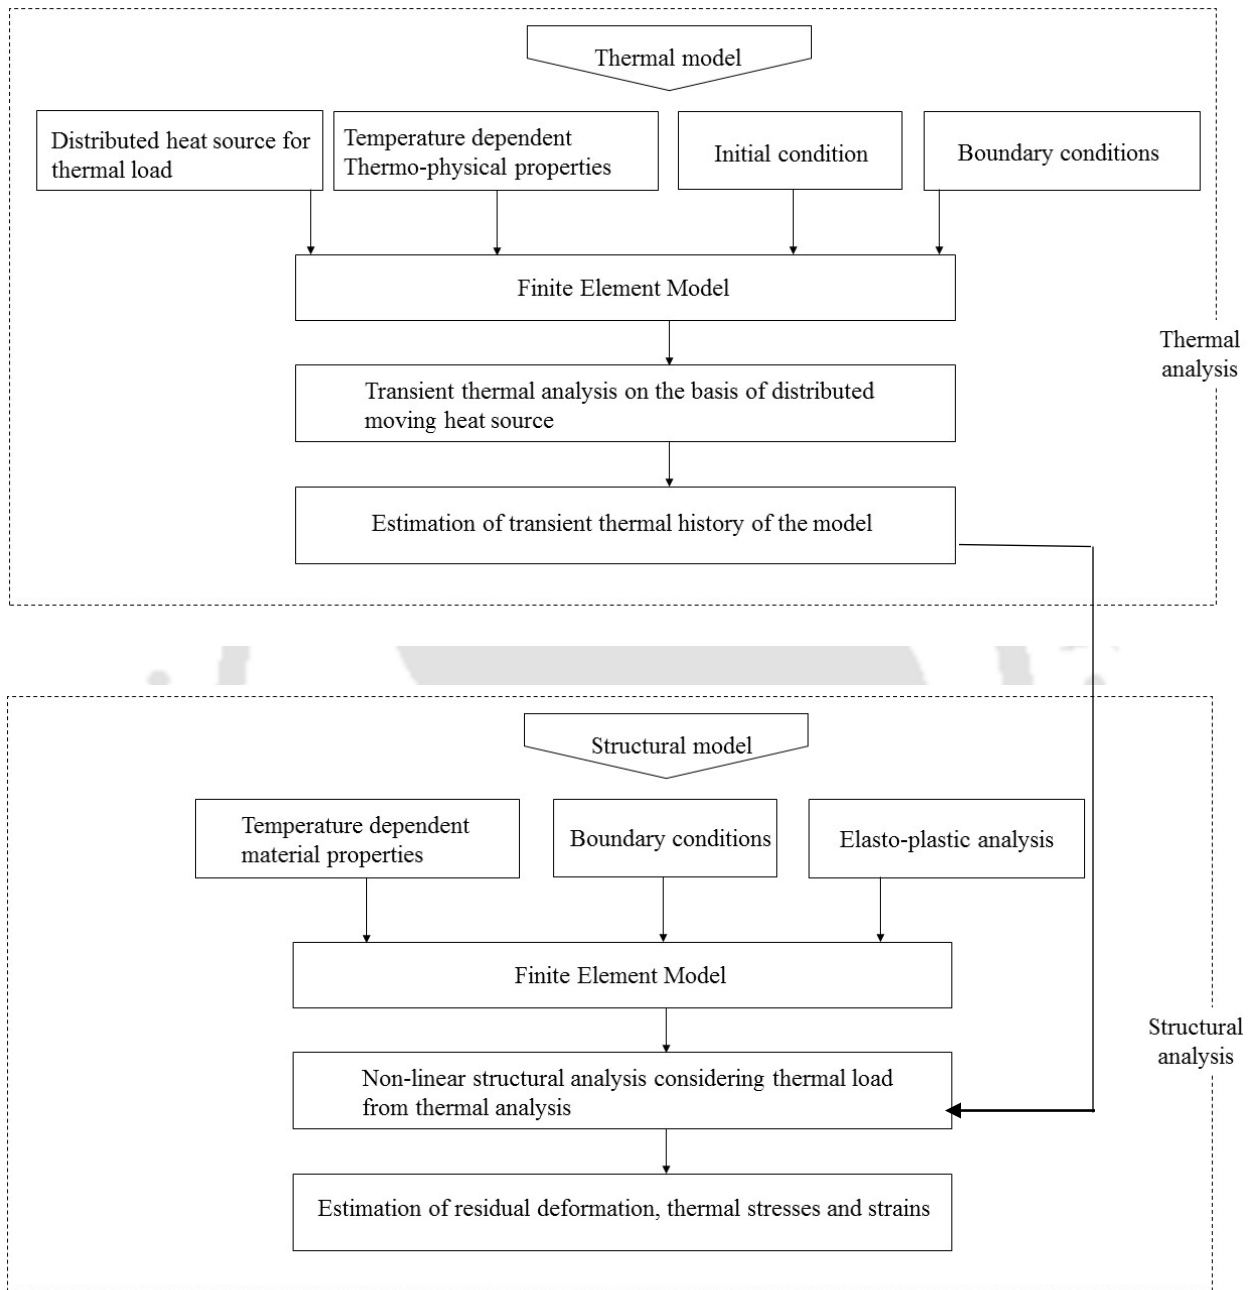 Thermal model
Distributed heat source for
thermal load
Temperature dependent
Thermo-physical properties
Initial condition
Boundary conditions
Finite Element Model
Transient thermal analysis on the basis of distributed
moving heat source
Estimation of transient thermal history of the model
Thermal
analysis
Structural model
Temperature dependent
material properties
Boundary conditions
Elasto-plastic analysis
Finite Element Model
Non-linear structural analysis considering thermal load
from thermal analysis
Estimation of residual deformation, thermal stresses and strains
Structural
analysis